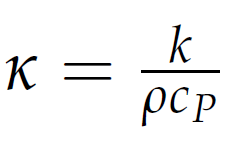 κ = k / ρc_P